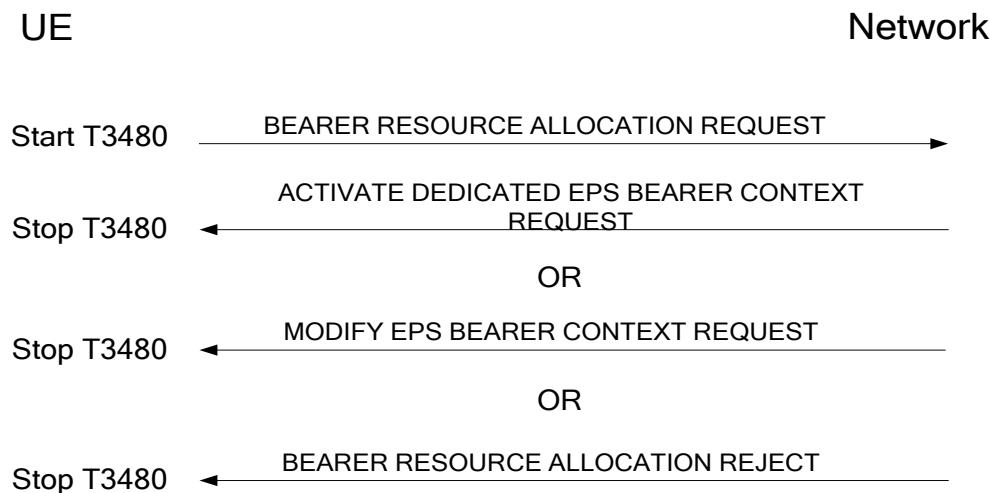 UE
Network
Start T3480
BEARER RESOURCE ALLOCATION REQUEST
ACTIVATE DEDICATED EPS BEARER CONTEXT
REQUEST
Stop T3480
OR
MODIFY EPS BEARER CONTEXT REQUEST
Stop T3480
OR
BEARER RESOURCE ALLOCATION REJECT
Stop T3480